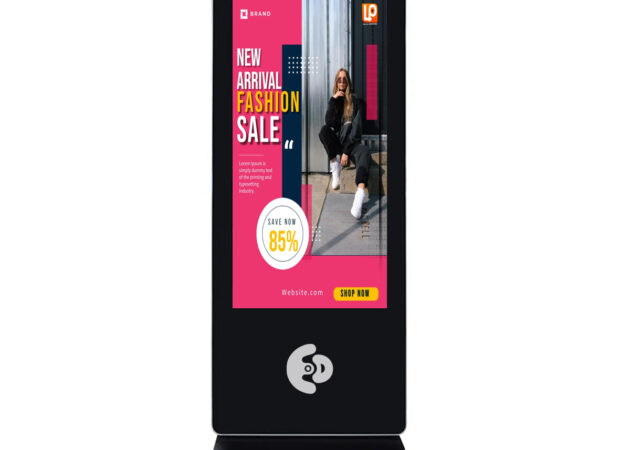 BRAND
LP
NEW
ARRIVAL
FASHION
SALE
“
Lorem Ipsum is
simply dummy text
of the printing and
typesetting
industry.
SAVE NOW
85%
Website.com
SHOP NOW